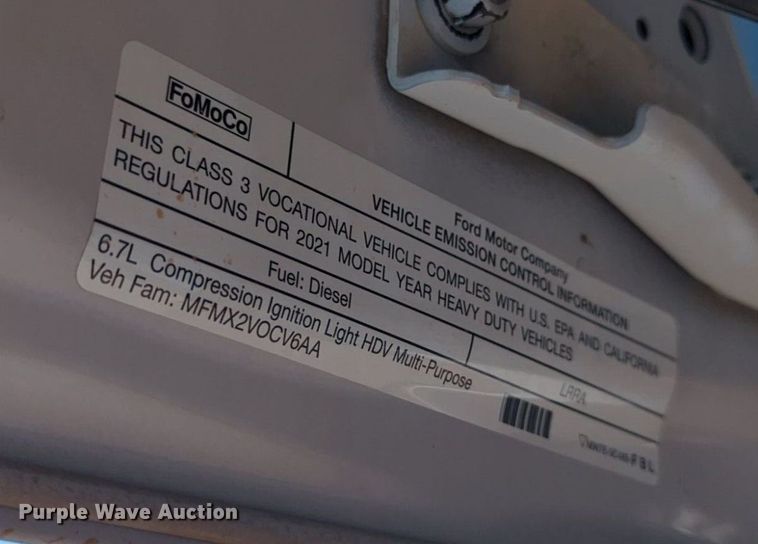 FoMoCo
Ford Motor Company
VEHICLE EMISSION CONTROL INFORMATION
THIS CLASS 3 VOCATIONAL VEHICLE COMPLIES WITH U.S. EPA AND CALIFORNIA
REGULATIONS FOR 2021 MODEL YEAR HEAVY DUTY VEHICLES
Fuel: Diesel
LRRA
6.7L Compression Ignition Light HDV Multi-Purpose
Veh Fam: MFMX2VOCV6AA
FBL
Purple Wave Auction